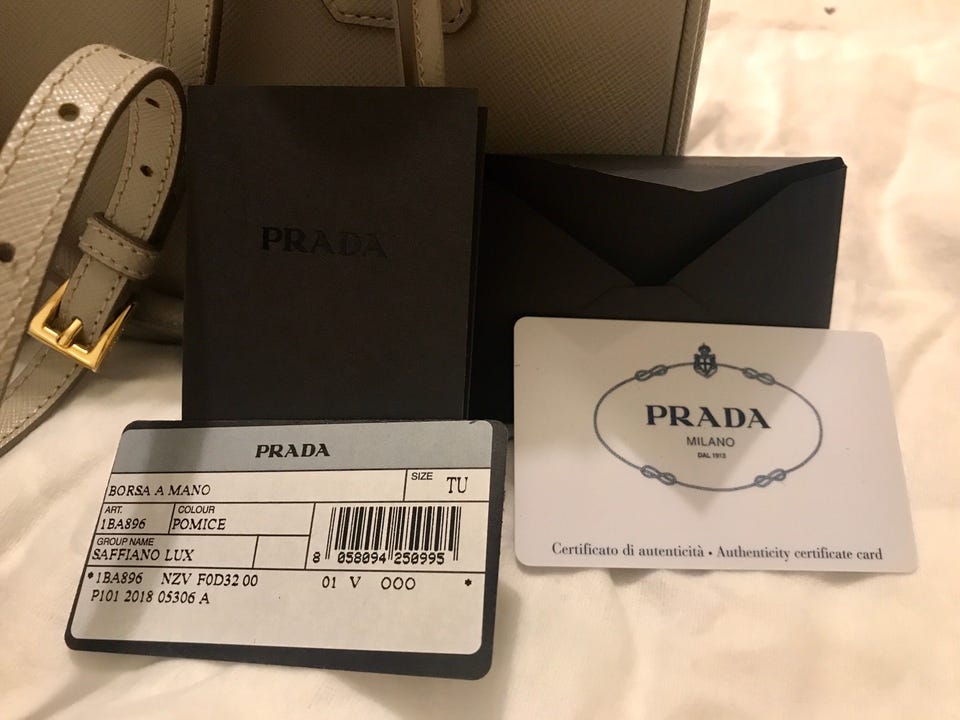 PRADA
PRADA
MILANO
DAL 1913
Certificato di autenticità • Authenticity certificate card
PRADA
BORSA A MANO
SIZE TU
ART. COLOUR
1BA896 POMICE
GROUP NAME
SAFFIANO LUX
8 058094 250995
*1BA896 NZV F0D32 00 01 V OOO *
P101 2018 05306 A